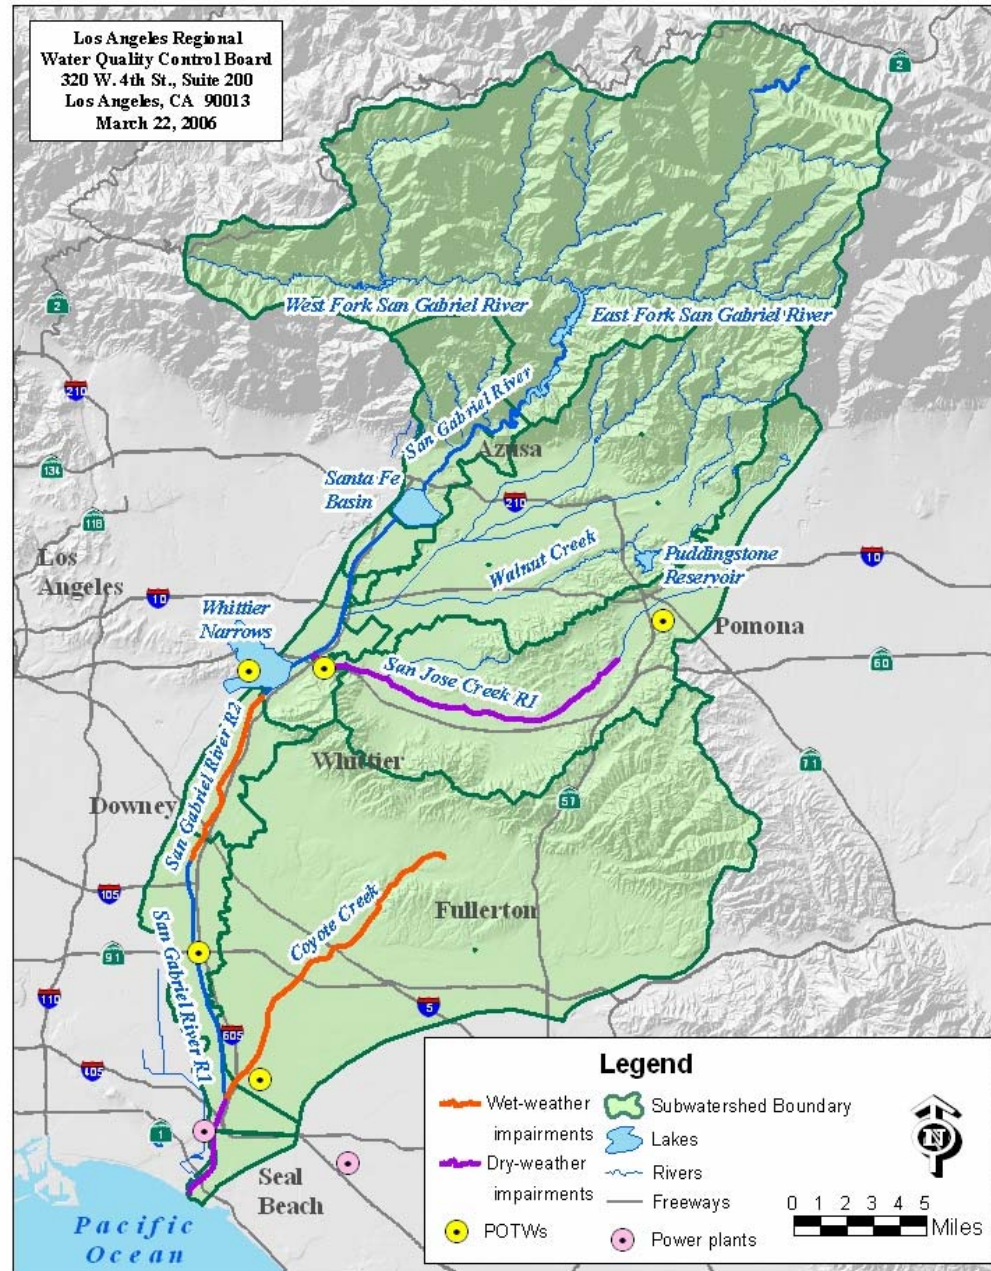 Los Angeles Regional
Water Quality Control Board
320 W. 4th St., Suite 200
Los Angeles, CA 90013
March 22, 2006
2
2
West Fork San Gabriel River
East Fork San Gabriel River
210
San Gabriel River
Azusa
134
Santa Fe
Basin
210
118
Los
Angeles
Walnut Creek
Puddingstone
Reservoir
10
10
Whittier
Narrows
Pomona
60
San Jose Creek R1
San Gabriel River R2
Whittier
71
Downey
57
105
Coyote Creek
Fullerton
91
San Gabriel River R1
110
5
605
405
1
Seal
Beach
Pacific
Ocean
Legend
Wet-weather
impairments
Subwatershed Boundary
Lakes
Dry-weather
impairments
Rivers
Freeways
POTWs
Power plants
N
0 1 2 3 4 5
Miles